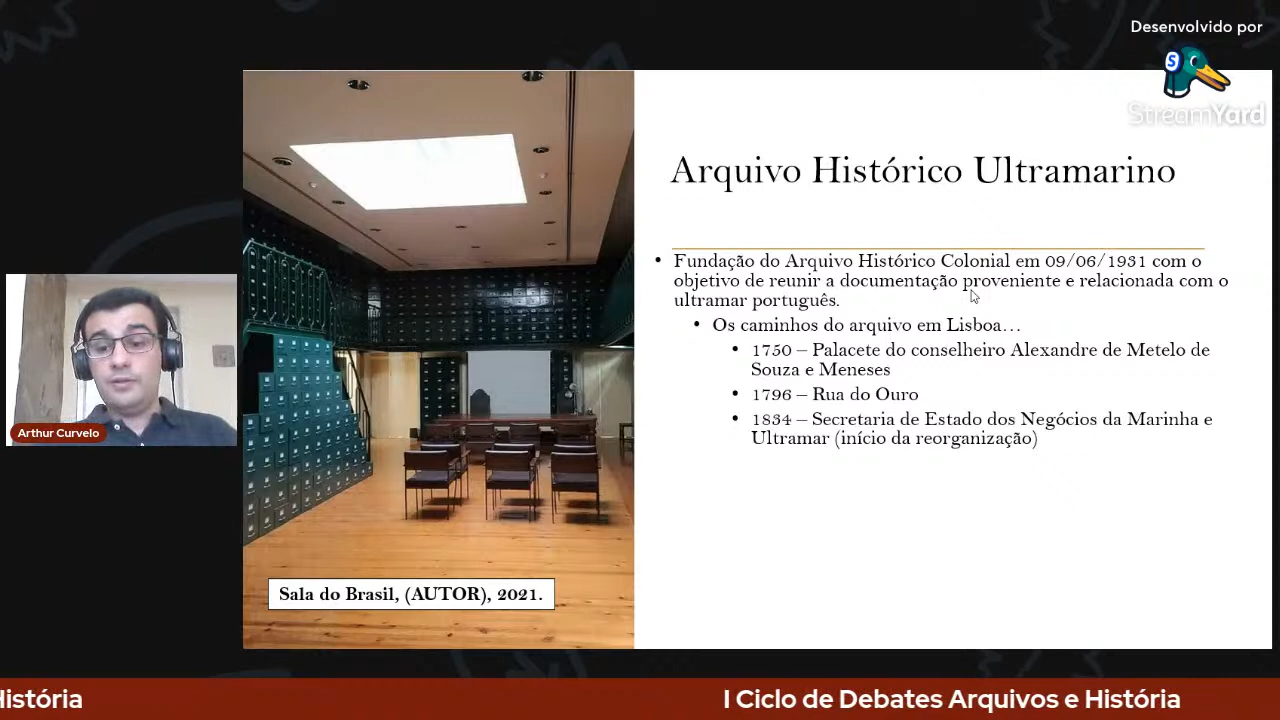 Desenvolvido por
S
StreamYard
Arquivo Histórico Ultramarino
• Fundação do Arquivo Histórico Colonial em 09/06/1931 com o
objetivo de reunir a documentação proveniente e relacionada com o
ultramar português.
• Os caminhos do arquivo em Lisboa…
• 1750 – Palacete do conselheiro Alexandre de Metelo de
Souza e Meneses
• 1796 – Rua do Ouro
• 1834 – Secretaria de Estado dos Negócios da Marinha e
Ultramar (início da reorganização)
Arthur Curvelo
Sala do Brasil, (AUTOR), 2021.
História
I Ciclo de Debates Arquivos e História